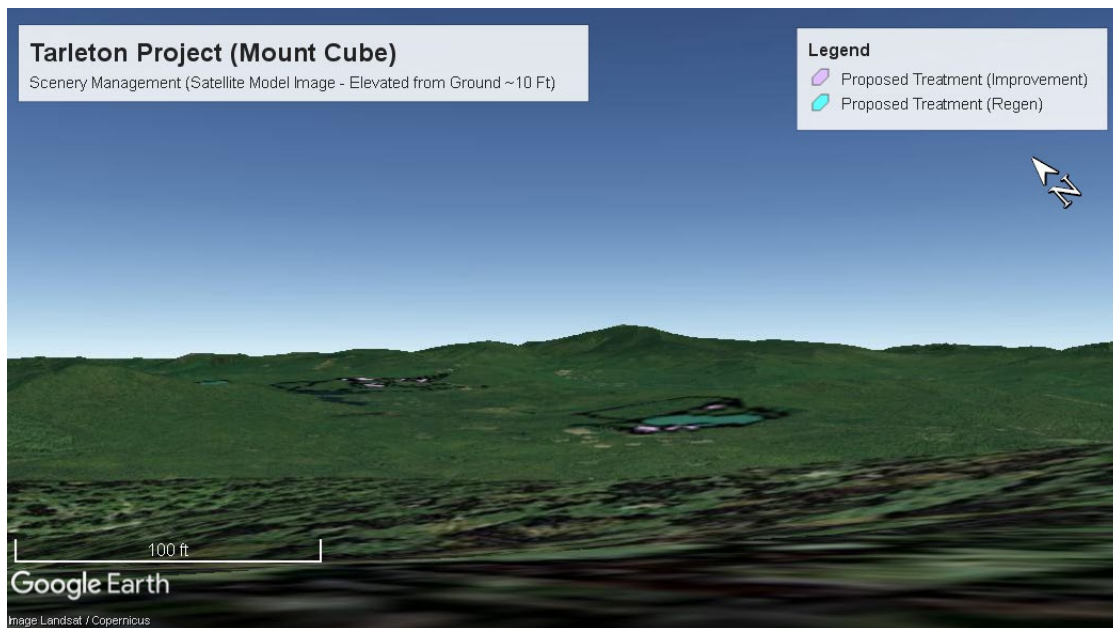 Tarleton Project (Mount Cube)
Scenery Management (Satellite Model Image - Elevated from Ground ~10 Ft)
Legend
Proposed Treatment (Improvement)
Proposed Treatment (Regen)
N
100 ft
Google Earth
Image Landsat / Copernicus